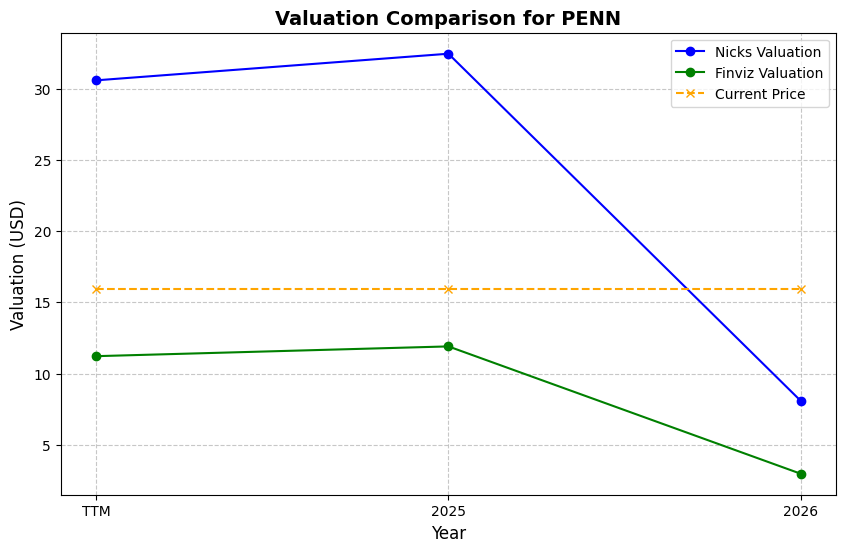 Valuation Comparison for PENN
Nicks Valuation
Finviz Valuation
Current Price
Valuation (USD)
30
25
20
15
10
5
TTM
2025
2026
Year